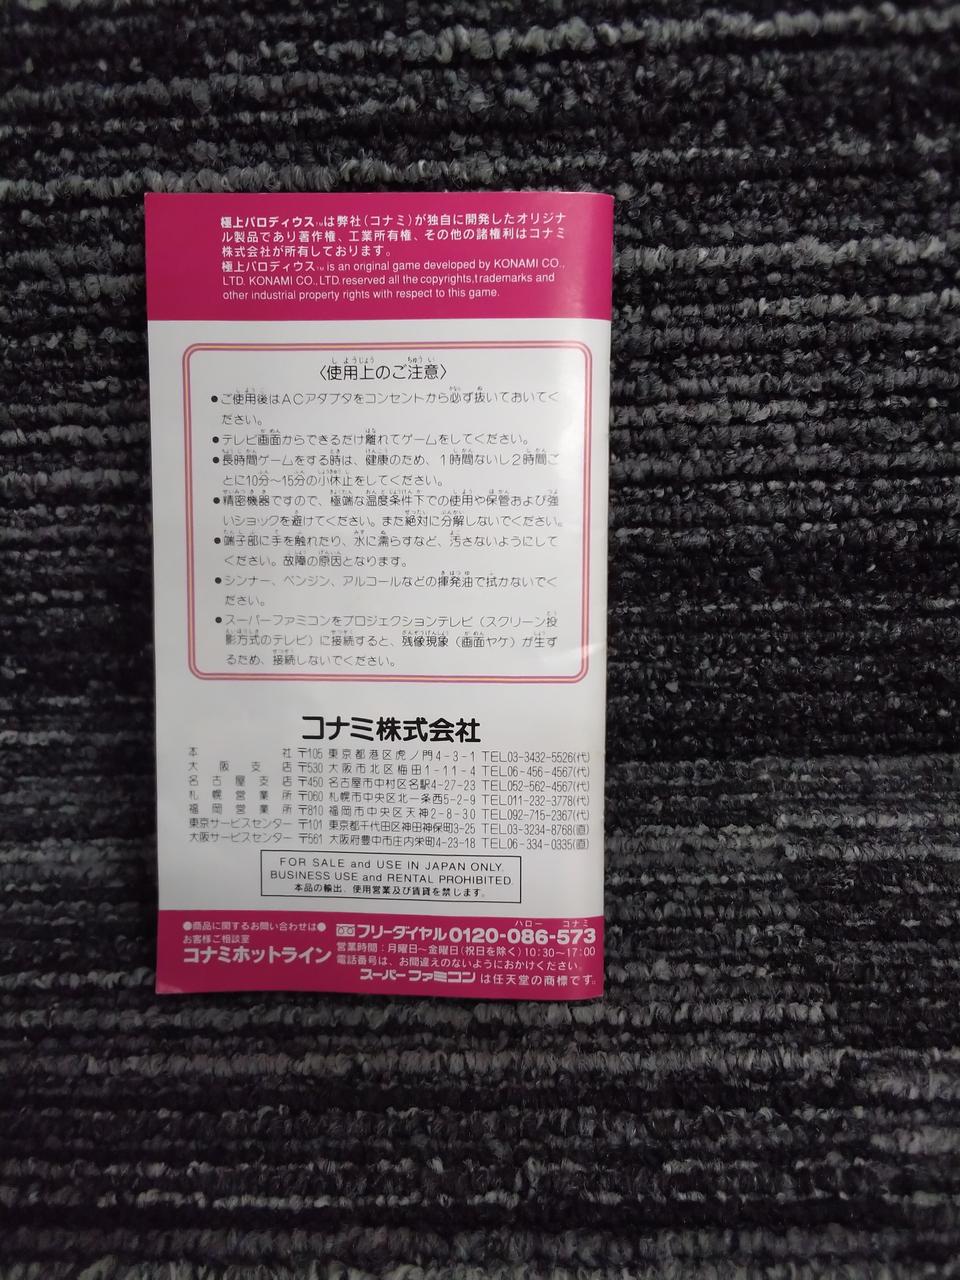 極上パロディウス™は弊社(コナミ)が独自に開発したオリジナ
ル製品であり著作権、工業所有権、その他の諸権利はコナミ
株式会社が所有しております。
極上パロディウス™ is an original game developed by KONAMI CO.,
LTD. KONAMI CO., LTD. reserved all the copyrights, trademarks and
other industrial property rights with respect to this game.
〈使用上のご注意〉
●ご使用後はACアダプタをコンセントから必ず抜いておいてく
ださい。
●テレビ画面からできるだけ離れてゲームをしてください。
●長時間ゲームをする時は、健康のため、1時間ないし2時間ご
とに10分〜15分の小休止をしてください。
●精密機器ですので、極端な温度条件下での使用や保管および強
いショックを避けてください。また絶対に分解しないでください。
●端子部に手を触れたり、水に濡らすなど、汚さないようにして
ください。故障の原因となります。
●シンナー、ベンジン、アルコールなどの揮発油で拭かないでく
ださい。
●スーパーファミコンをプロジェクションテレビ(スクリーン投
影方式のテレビ)に接続すると、残像現象(画面ヤケ)が生ず
るため、接続しないでください。
コナミ株式会社
本社 〒105 東京都港区虎ノ門4-3-1 TEL03-3432-5526(代)
大阪支店 〒530 大阪市北区梅田1-11-4 TEL06-456-4567(代)
名古屋支店 〒450 名古屋市中村区名駅4-27-23 TEL052-562-4567(代)
札幌営業所 〒060 札幌市中央区北一条西5-2-9 TEL011-232-3778(代)
福岡営業所 〒810 福岡市中央区天神2-8-30 TEL092-715-2367(代)
東京サービスセンター 〒101 東京都千代田区神田神保町3-25 TEL03-3234-8768(直)
大阪サービスセンター 〒561 大阪府豊中市庄内栄町4-23-18 TEL06-334-0335(直)
FOR SALE and USE IN JAPAN ONLY.
BUSINESS USE and RENTAL PROHIBITED.
本品の輸出、使用営業及び賃貸を禁じます。
●商品に関するお問い合わせは●
お客様ご相談室
コナミホットライン
ハロー コナミ
フリーダイヤル0120-086-573
営業時間:月曜日〜金曜日(祝日を除く)10:30〜17:00
電話番号は、お間違えのないようにおかけください。
スーパーファミコンは任天堂の商標です。